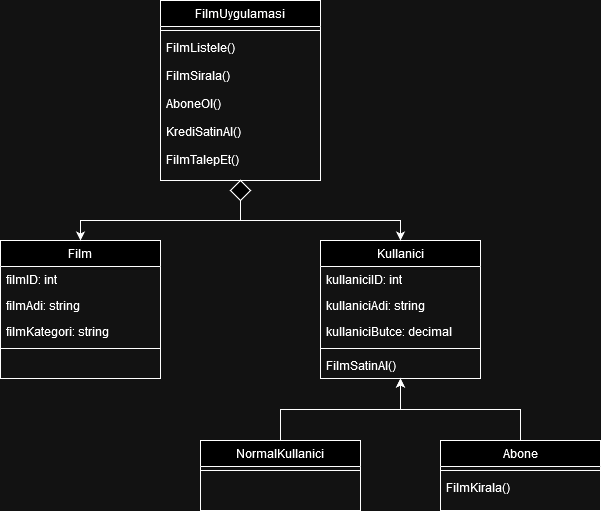 FilmUygulamasi
FilmListele()
FilmSirala()
AboneOl()
KrediSatinAl()
FilmTalepEt()
Film
filmID: int
filmAdi: string
filmKategori: string
Kullanici
kullaniciID: int
kullaniciAdi: string
kullaniciButce: decimal
FilmSatinAl()
NormalKullanici
Abone
FilmKirala()